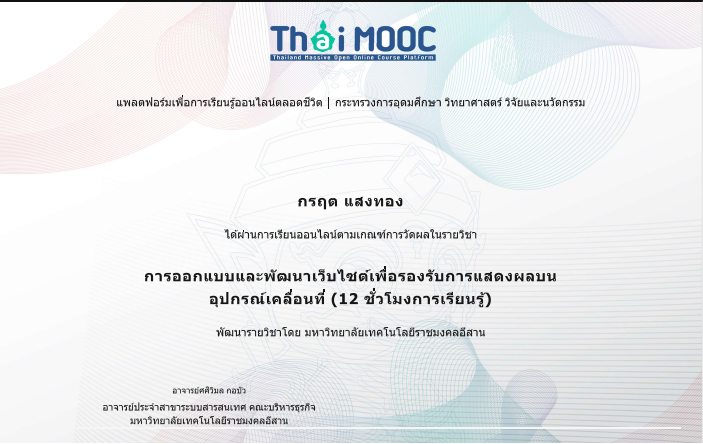 Thai MOOC
Thailand Massive Open Online Course Platform
แพลตฟอร์มเพื่อการเรียนรู้ออนไลน์ตลอดชีวิต | กระทรวงการอุดมศึกษา วิทยาศาสตร์ วิจัยและนวัตกรรม
กรฤต แสงทอง
ได้ผ่านการเรียนออนไลน์ตามเกณฑ์การวัดผลในรายวิชา
การออกแบบและพัฒนาเว็บไซต์เพื่อรองรับการแสดงผลบน
อุปกรณ์เคลื่อนที่ (12 ชั่วโมงการเรียนรู้)
พัฒนารายวิชาโดย มหาวิทยาลัยเทคโนโลยีราชมงคลอีสาน
อาจารย์ศศิวิมล กอบัว
อาจารย์ประจำสาขาระบบสารสนเทศ คณะบริหารธุรกิจ
มหาวิทยาลัยเทคโนโลยีราชมงคลอีสาน